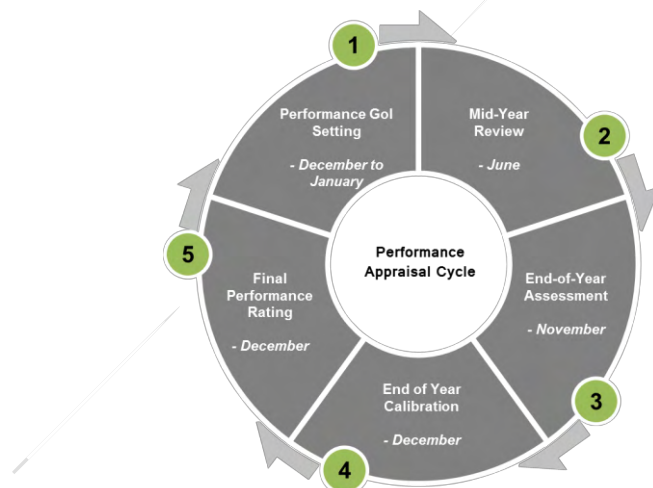 1
Performance Gol
Setting
- December to
January
Mid-Year
Review
- June
2
End-of-Year
Assessment
- November
3
End of Year
Calibration
- December
4
Final
Performance
Rating
- December
5
Performance
Appraisal Cycle